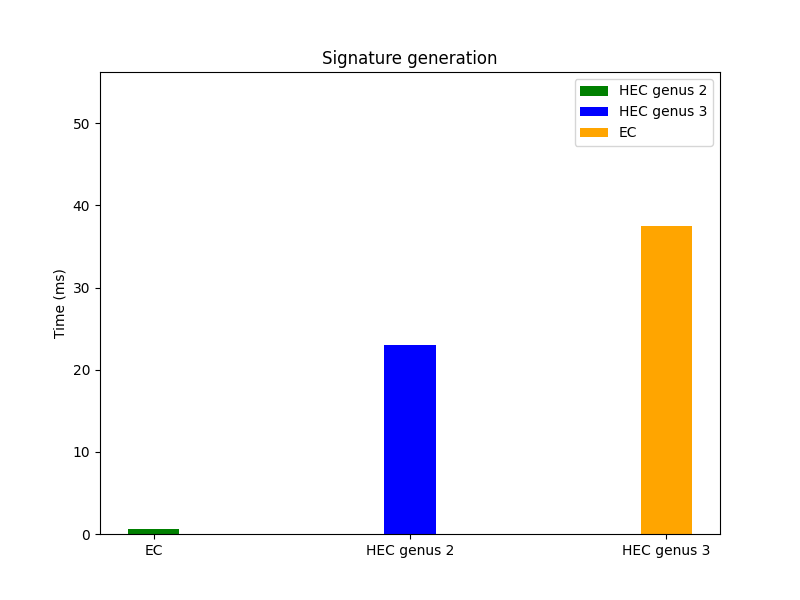 Signature generation
HEC genus 2
HEC genus 3
EC
50
40
30
20
10
0
Time (ms)
EC
HEC genus 2
HEC genus 3